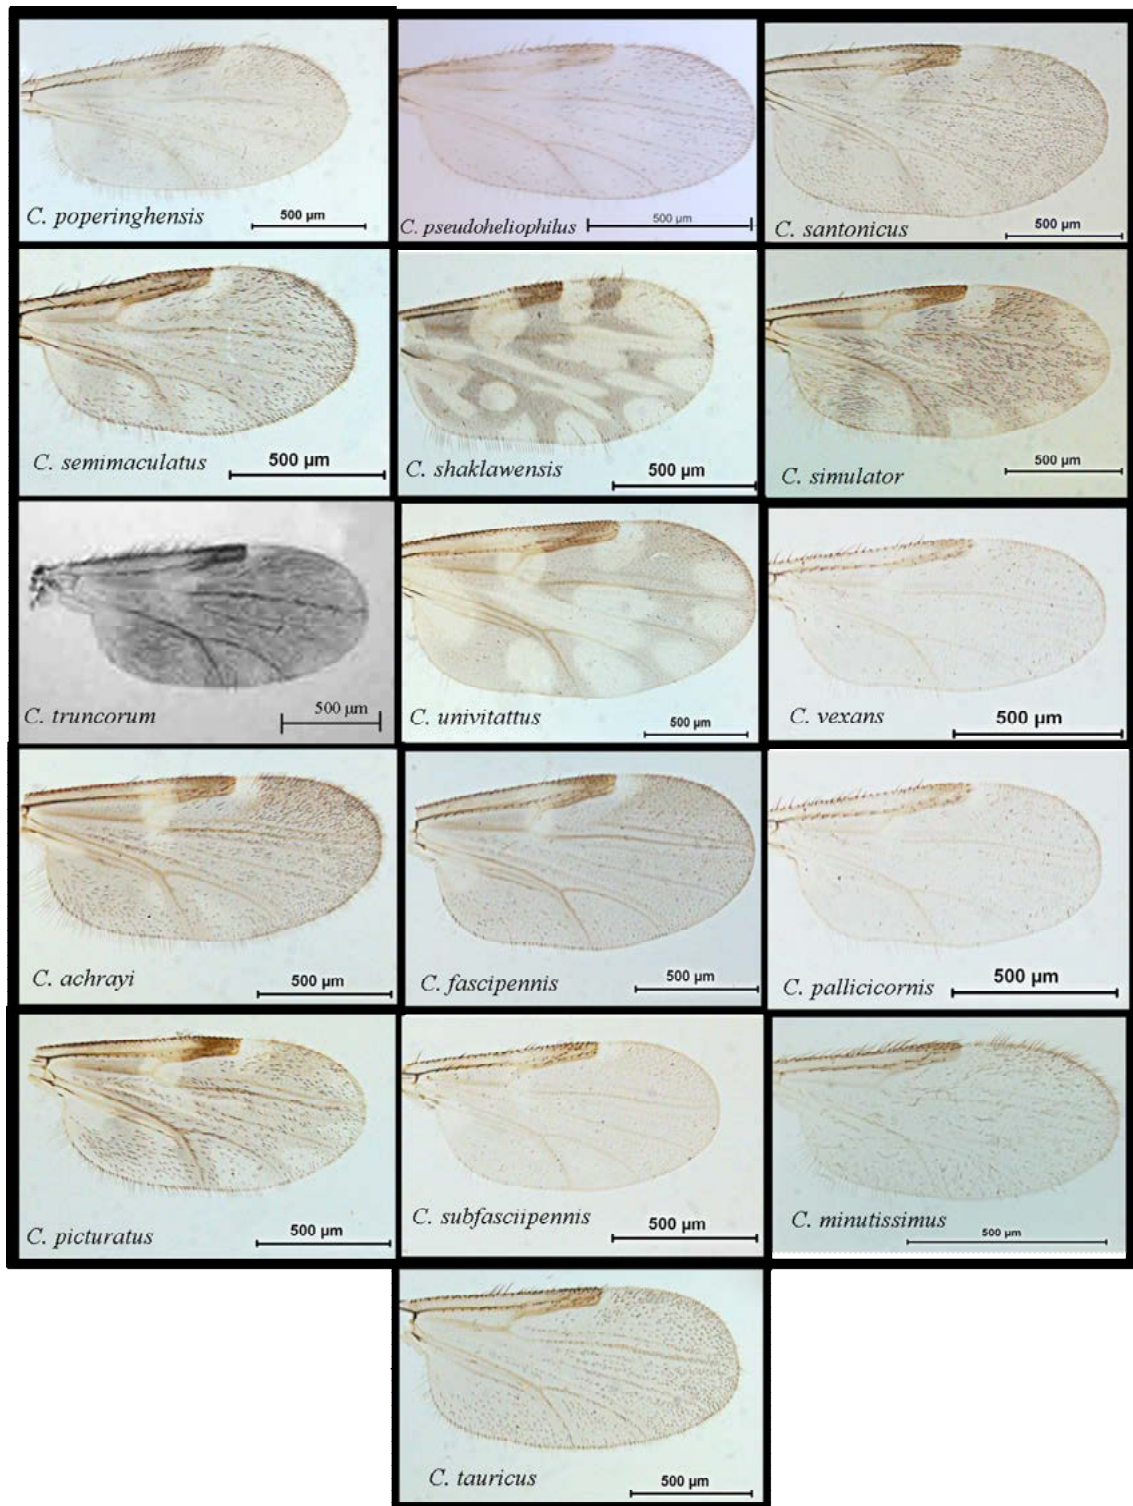 C. poperinghensis
500 µm
C. pseudoheliophilus
500 µm
C. santonicus
500 µm
C. semimaculatus
500 µm
C. shaklawensis
500 µm
C. simulator
500 µm
C. truncorum
500 µm
C. univitattus
500 µm
C. vexans
500 µm
C. achrayi
500 µm
C. fascipennis
500 µm
C. pallicicornis
500 µm
C. picturatus
500 µm
C. subfasciipennis
500 µm
C. minutissimus
500 µm
C. tauricus
500 µm